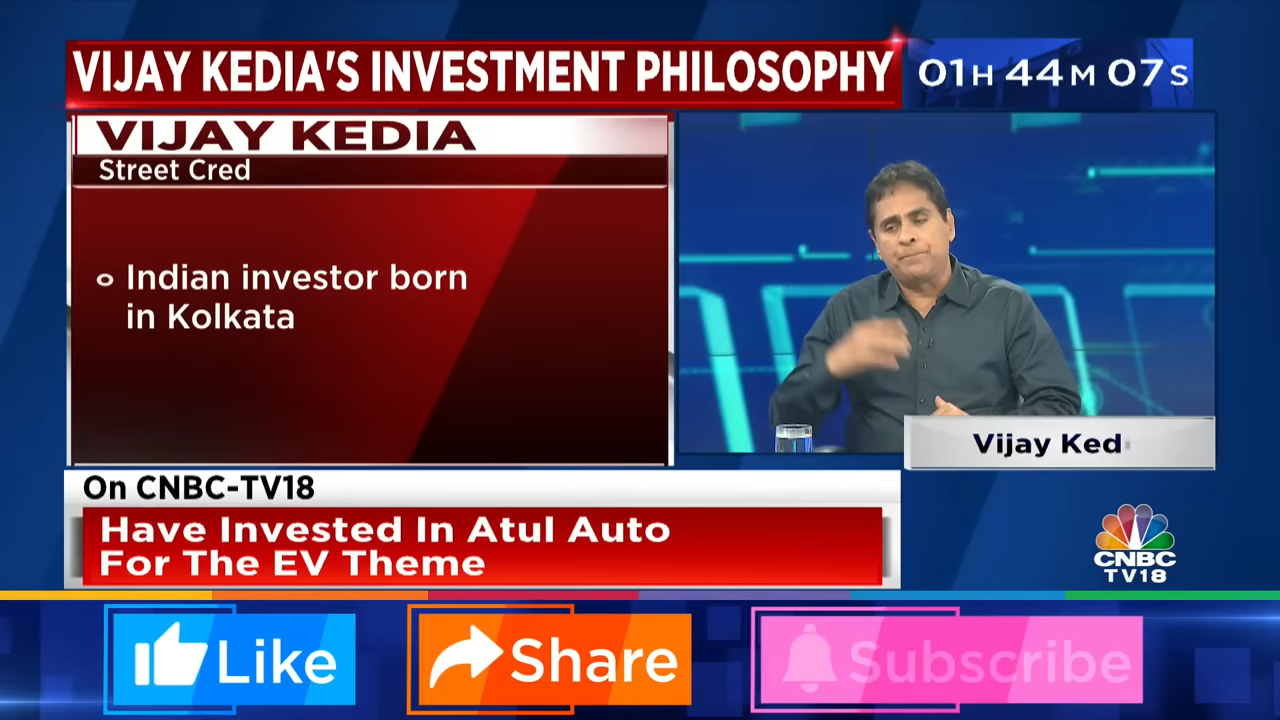 VIJAY KEDIA'S INVESTMENT PHILOSOPHY
01H 44M 07S
VIJAY KEDIA
Street Cred
Indian investor born
in Kolkata
Vijay Ked
On CNBC-TV18
Have Invested In Atul Auto
For The EV Theme
CNBC
TV18
Like
Share
Subscribe